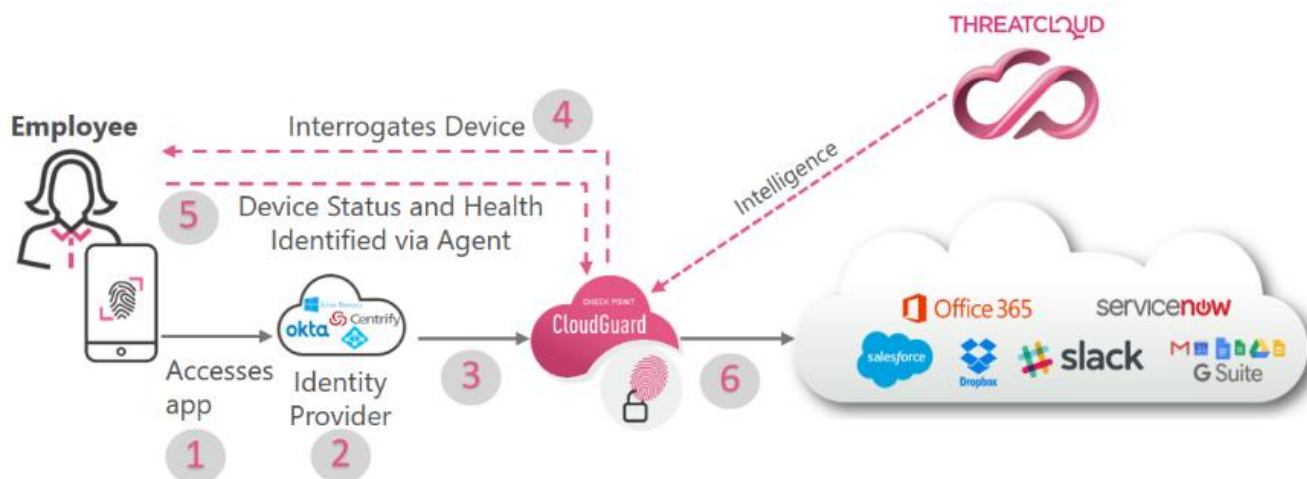 THREATCLOUD
Employee
Interrogates Device
4
5
Device Status and Health
Identified via Agent
Intelligence
okta
Centrify
CHECK POINT
CloudGuard
Office 365
servicenow
salesforce
Dropbox
slack
G Suite
3
6
Accesses
app
1
Identity
Provider
2